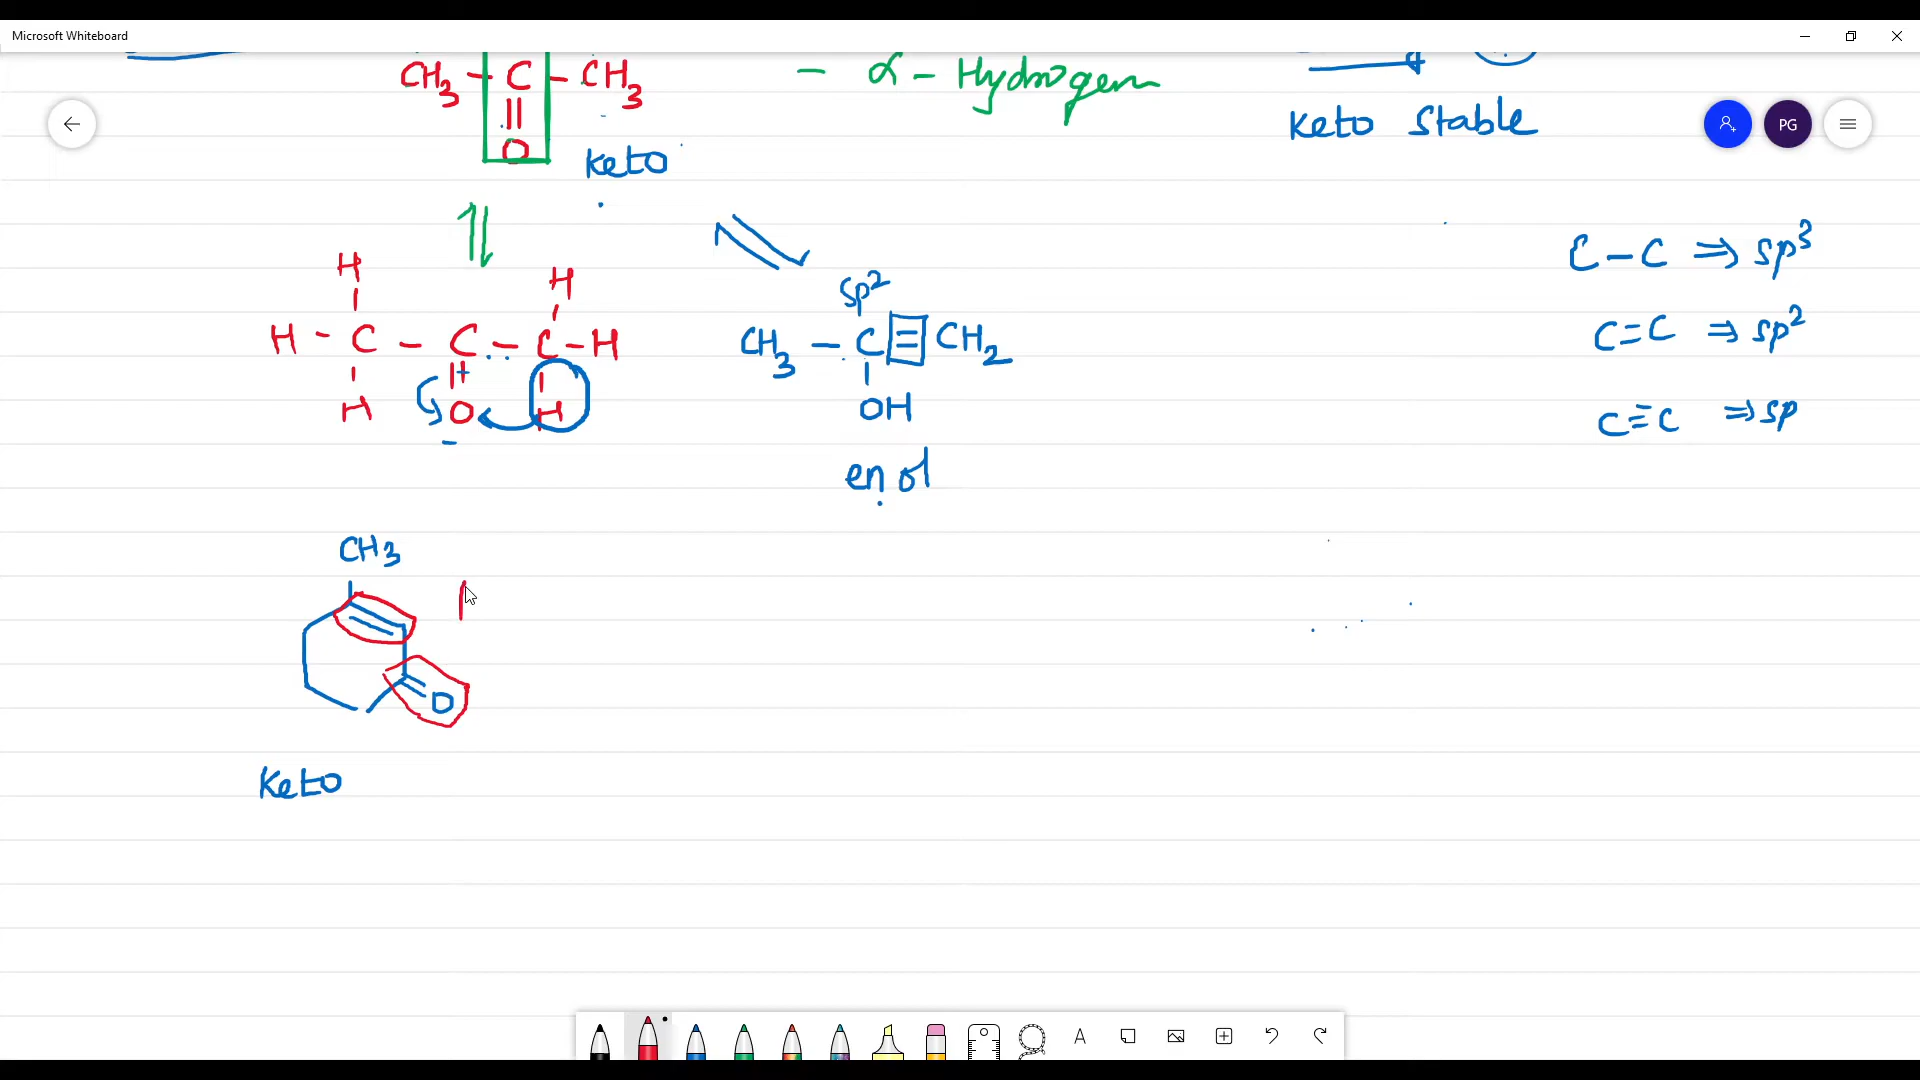 Microsoft Whiteboard
CH3 - C - CH3
||
O
Keto
- α - Hydrogen
Keto Stable
PG
C - C ⇒ sp3
C = C ⇒ sp2
C ≡ C ⇒ sp
H H
H - C - C - C - H
+
H O H
-
sp2
CH3 - C = CH2
OH
enol
CH3
O
Keto
A